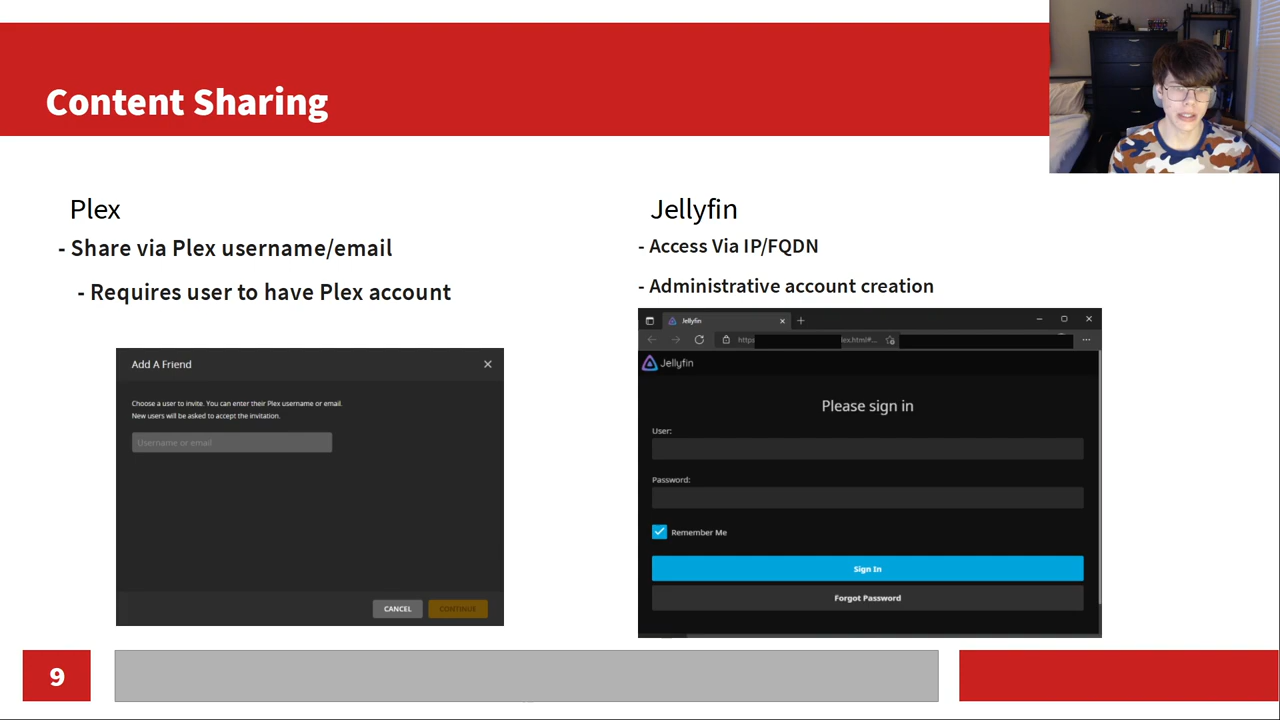 Content Sharing
Plex
- Share via Plex username/email
- Requires user to have Plex account
Add A Friend
Choose a user to invite. You can enter their Plex username or email.
New users will be asked to accept the invitation.
Username or email
CANCEL
CONTINUE
Jellyfin
- Access Via IP/FQDN
- Administrative account creation
Jellyfin
https
ex.html#...
Jellyfin
Please sign in
User:
Password:
Remember Me
Sign In
Forgot Password
9